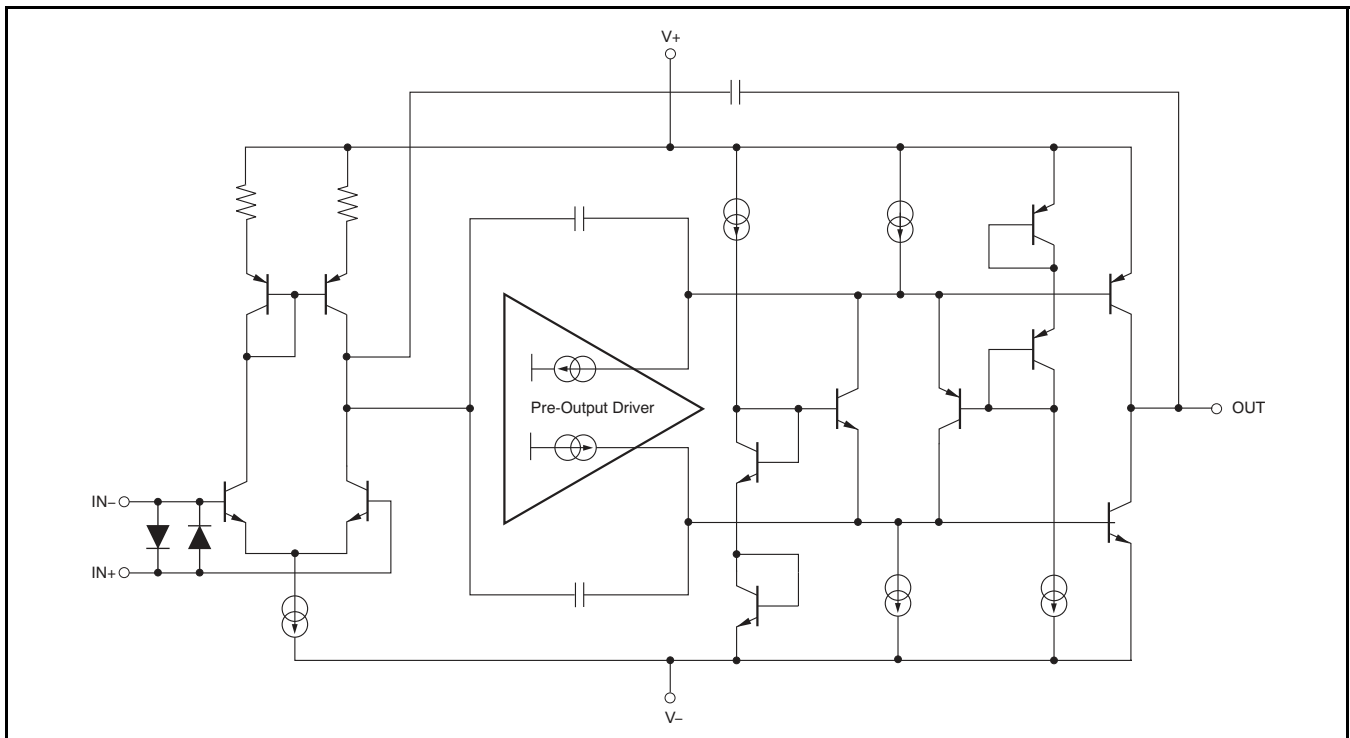 V+
Pre-Output Driver
OUT
IN–
IN+
V–